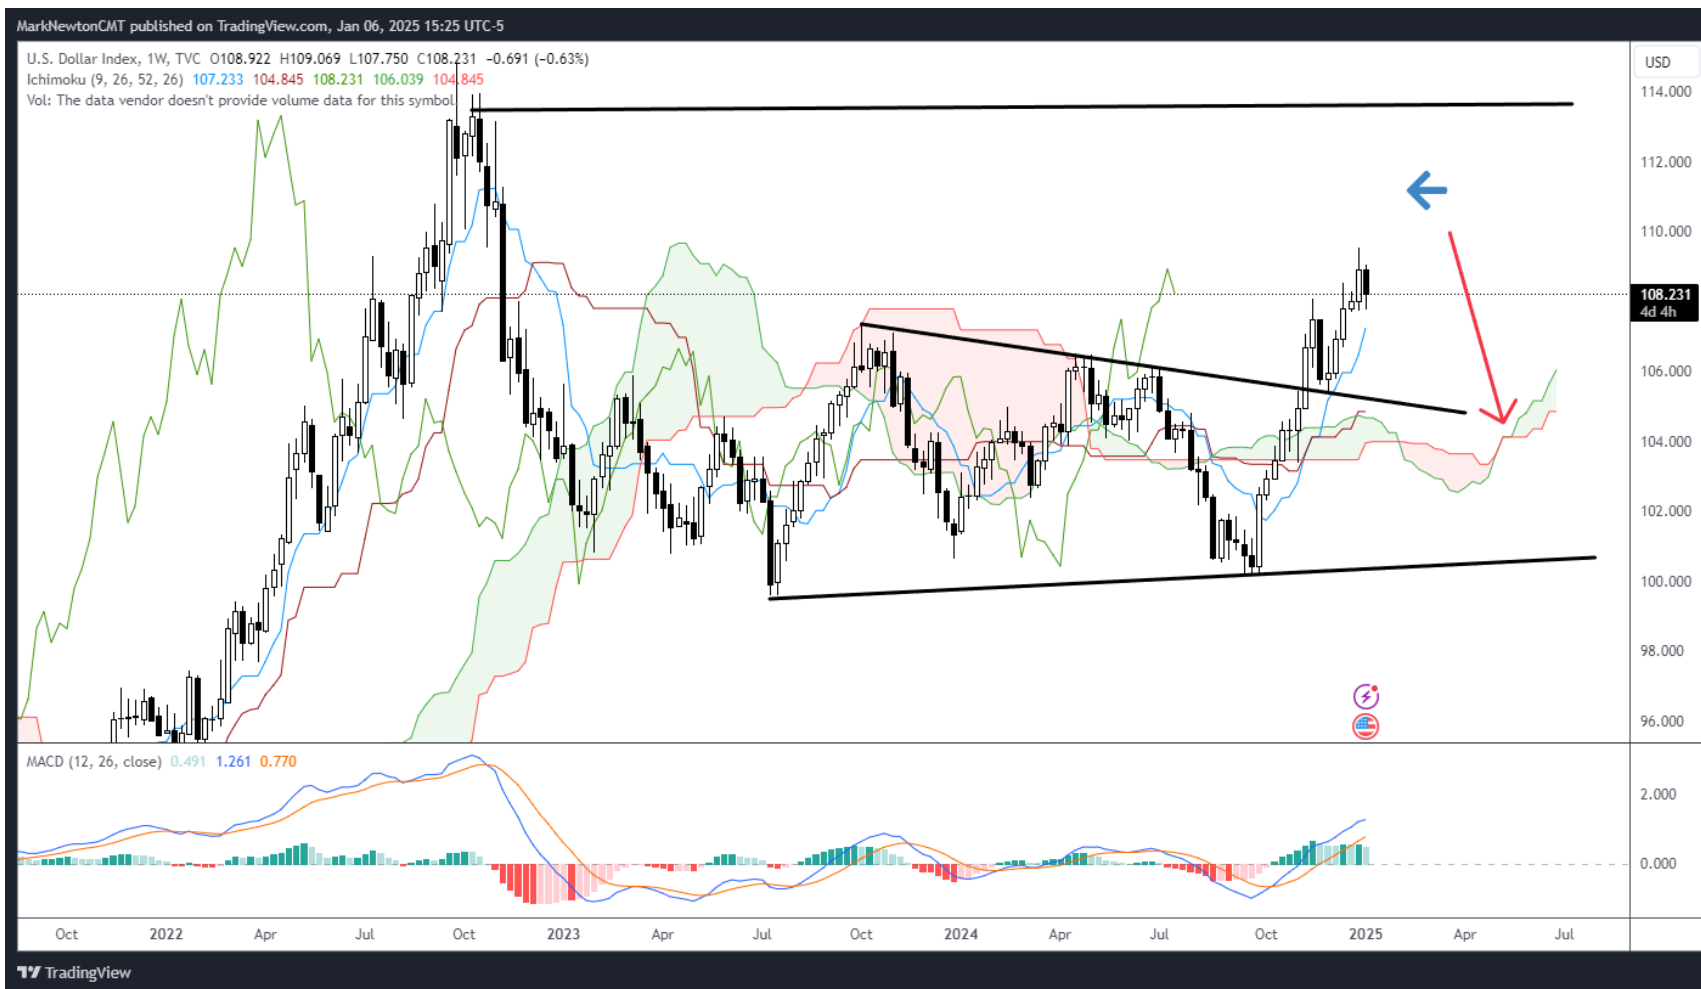 MarkNewtonCMT published on TradingView.com, Jan 06, 2025 15:25 UTC-5
U.S. Dollar Index, 1W, TVC O108.922 H109.069 L107.750 C108.231 −0.691 (−0.63%)
Ichimoku (9, 26, 52, 26) 107.233 104.845 108.231 106.039 104.845
Vol: The data vendor doesn't provide volume data for this symbol.
USD
114.000
112.000
110.000
108.231
4d 4h
106.000
104.000
102.000
100.000
98.000
96.000
MACD (12, 26, close) 0.491 1.261 0.770
2.000
0.000
Oct 2022 Apr Jul Oct 2023 Apr Jul Oct 2024 Apr Jul Oct 2025 Apr Jul
TradingView